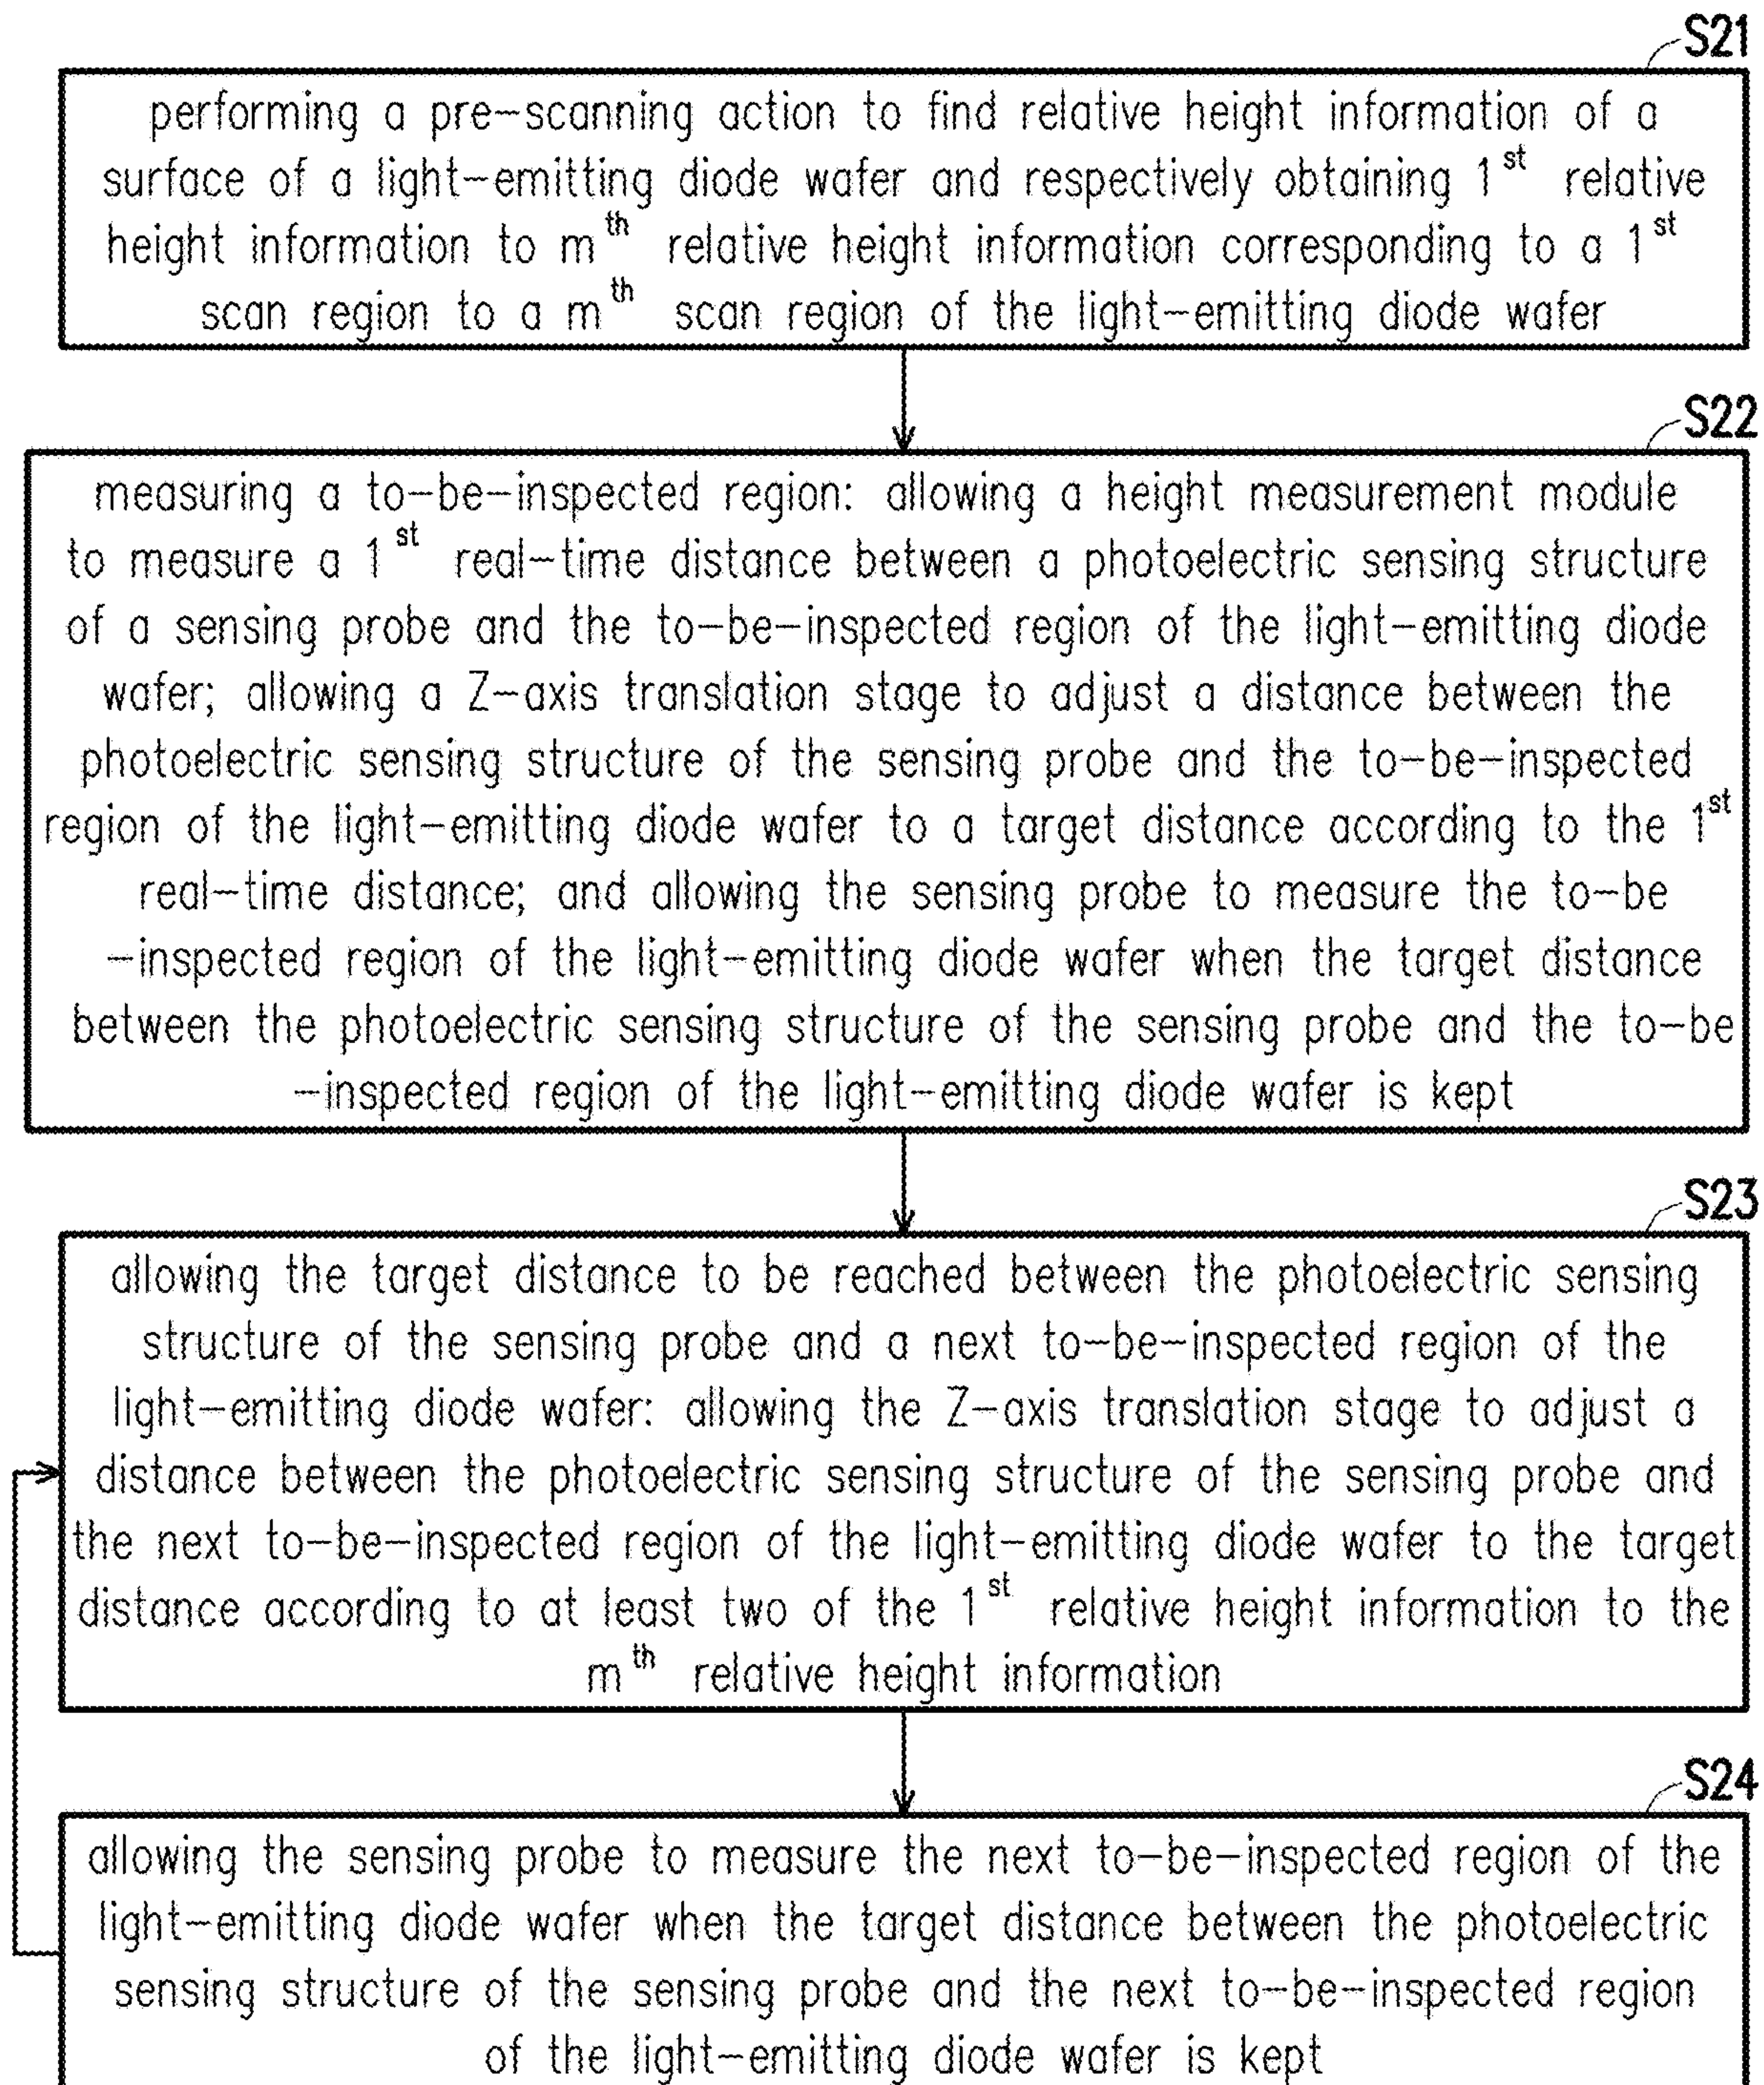 S21
performing a pre-scanning action to find relative height information of a
surface of a light-emitting diode wafer and respectively obtaining 1st relative
height information to mth relative height information corresponding to a 1st
scan region to a mth scan region of the light-emitting diode wafer
S22
measuring a to-be-inspected region: allowing a height measurement module
to measure a 1st real-time distance between a photoelectric sensing structure
of a sensing probe and the to-be-inspected region of the light-emitting diode
wafer; allowing a Z-axis translation stage to adjust a distance between the
photoelectric sensing structure of the sensing probe and the to-be-inspected
region of the light-emitting diode wafer to a target distance according to the 1st
real-time distance; and allowing the sensing probe to measure the to-be
-inspected region of the light-emitting diode wafer when the target distance
between the photoelectric sensing structure of the sensing probe and the to-be
-inspected region of the light-emitting diode wafer is kept
S23
allowing the target distance to be reached between the photoelectric sensing
structure of the sensing probe and a next to-be-inspected region of the
light-emitting diode wafer: allowing the Z-axis translation stage to adjust a
distance between the photoelectric sensing structure of the sensing probe and
the next to-be-inspected region of the light-emitting diode wafer to the target
distance according to at least two of the 1st relative height information to the
mth relative height information
S24
allowing the sensing probe to measure the next to-be-inspected region of the
light-emitting diode wafer when the target distance between the photoelectric
sensing structure of the sensing probe and the next to-be-inspected region
of the light-emitting diode wafer is kept